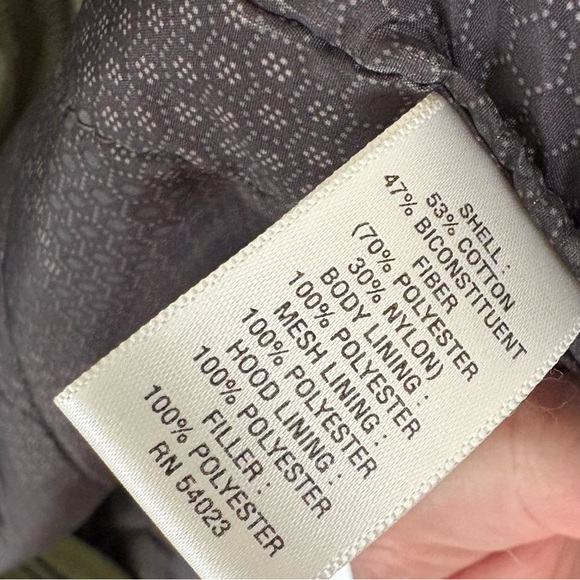 SHELL :
53% COTTON
47% BICONSTITUENT
FIBER
(70% POLYESTER
30% NYLON)
BODY LINING :
100% POLYESTER
MESH LINING :
100% POLYESTER
HOOD LINING :
100% POLYESTER
FILLER :
100% POLYESTER
RN 54023